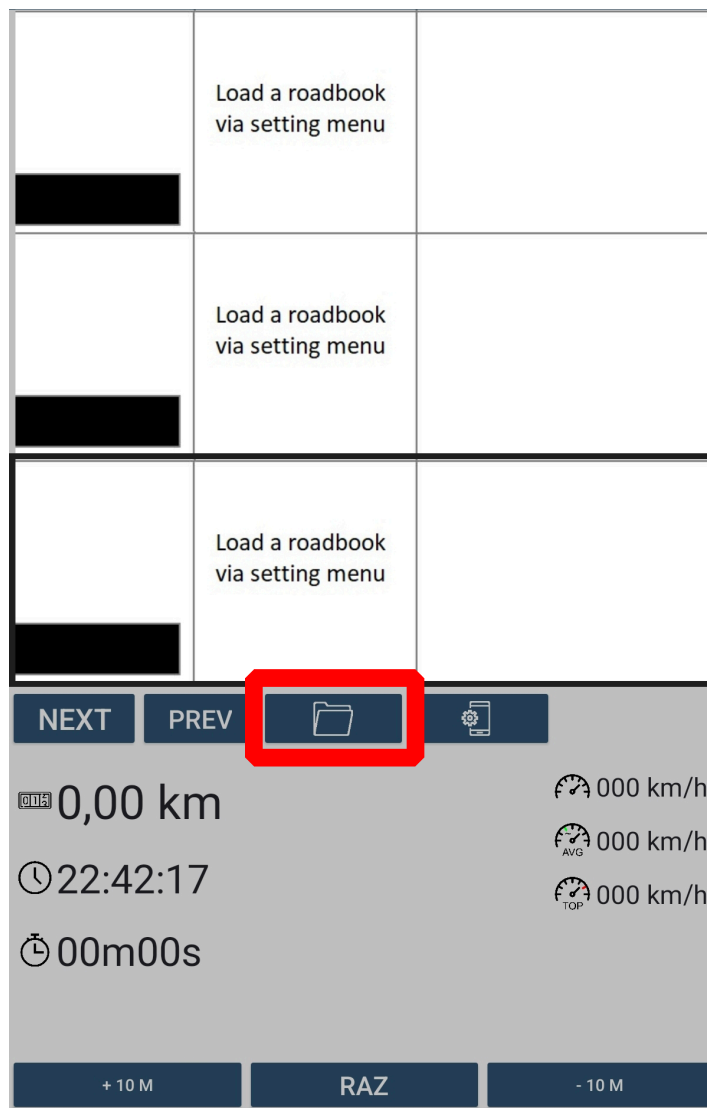 Load a roadbook
via setting menu
Load a roadbook
via setting menu
Load a roadbook
via setting menu
NEXT PREV
0,00 km
000 km/h
22:42:17
AVG 000 km/h
00m00s
TOP 000 km/h
+ 10 M RAZ - 10 M